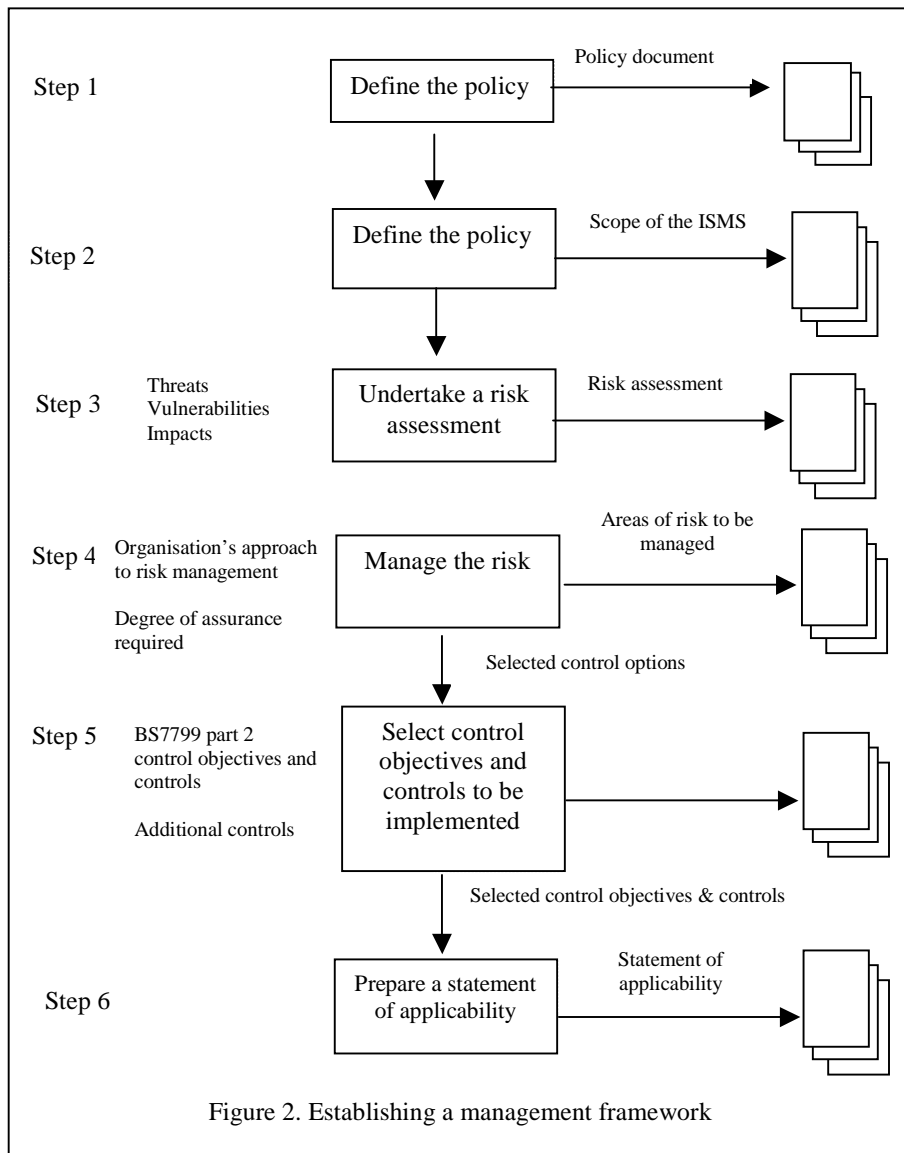 Step 1
Define the policy
Policy document
Step 2
Define the policy
Scope of the ISMS
Step 3
Threats
Vulnerabilities
Impacts
Undertake a risk
assessment
Risk assessment
Step 4
Organisation’s approach
to risk management
Degree of assurance
required
Manage the risk
Areas of risk to be
managed
Selected control options
Step 5
BS7799 part 2
control objectives and
controls
Additional controls
Select control
objectives and
controls to be
implemented
Selected control objectives & controls
Step 6
Prepare a statement
of applicability
Statement of
applicability
Figure 2. Establishing a management framework